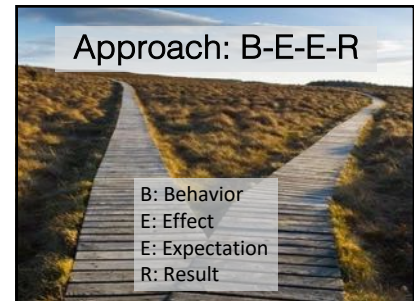 Approach: B-E-E-R
B: Behavior
E: Effect
E: Expectation
R: Result